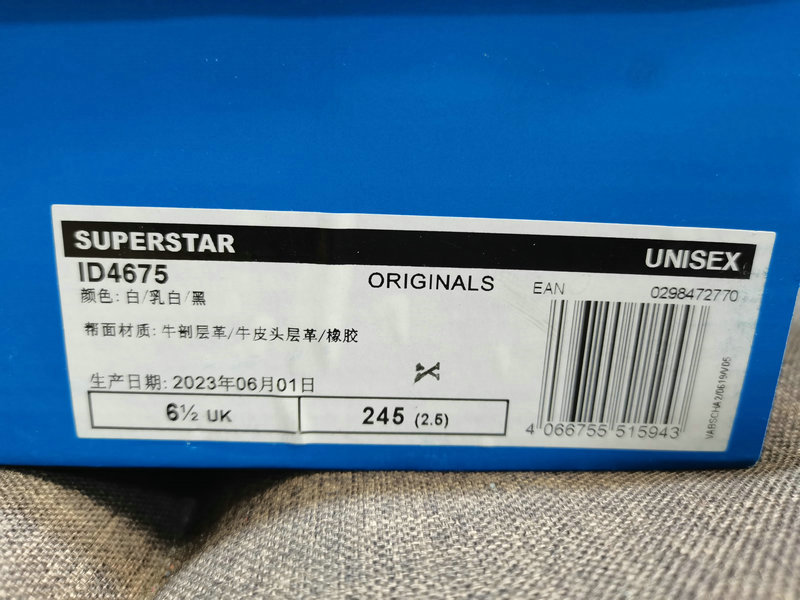 SUPERSTAR
UNISEX
ID4675
ORIGINALS
颜色: 白/乳白/黑
EAN
0298472770
帮面材质: 牛剖层革/牛皮头层革/橡胶
生产日期: 2023年06月01日
6½ UK
245 (2.5)
4 066755 515943